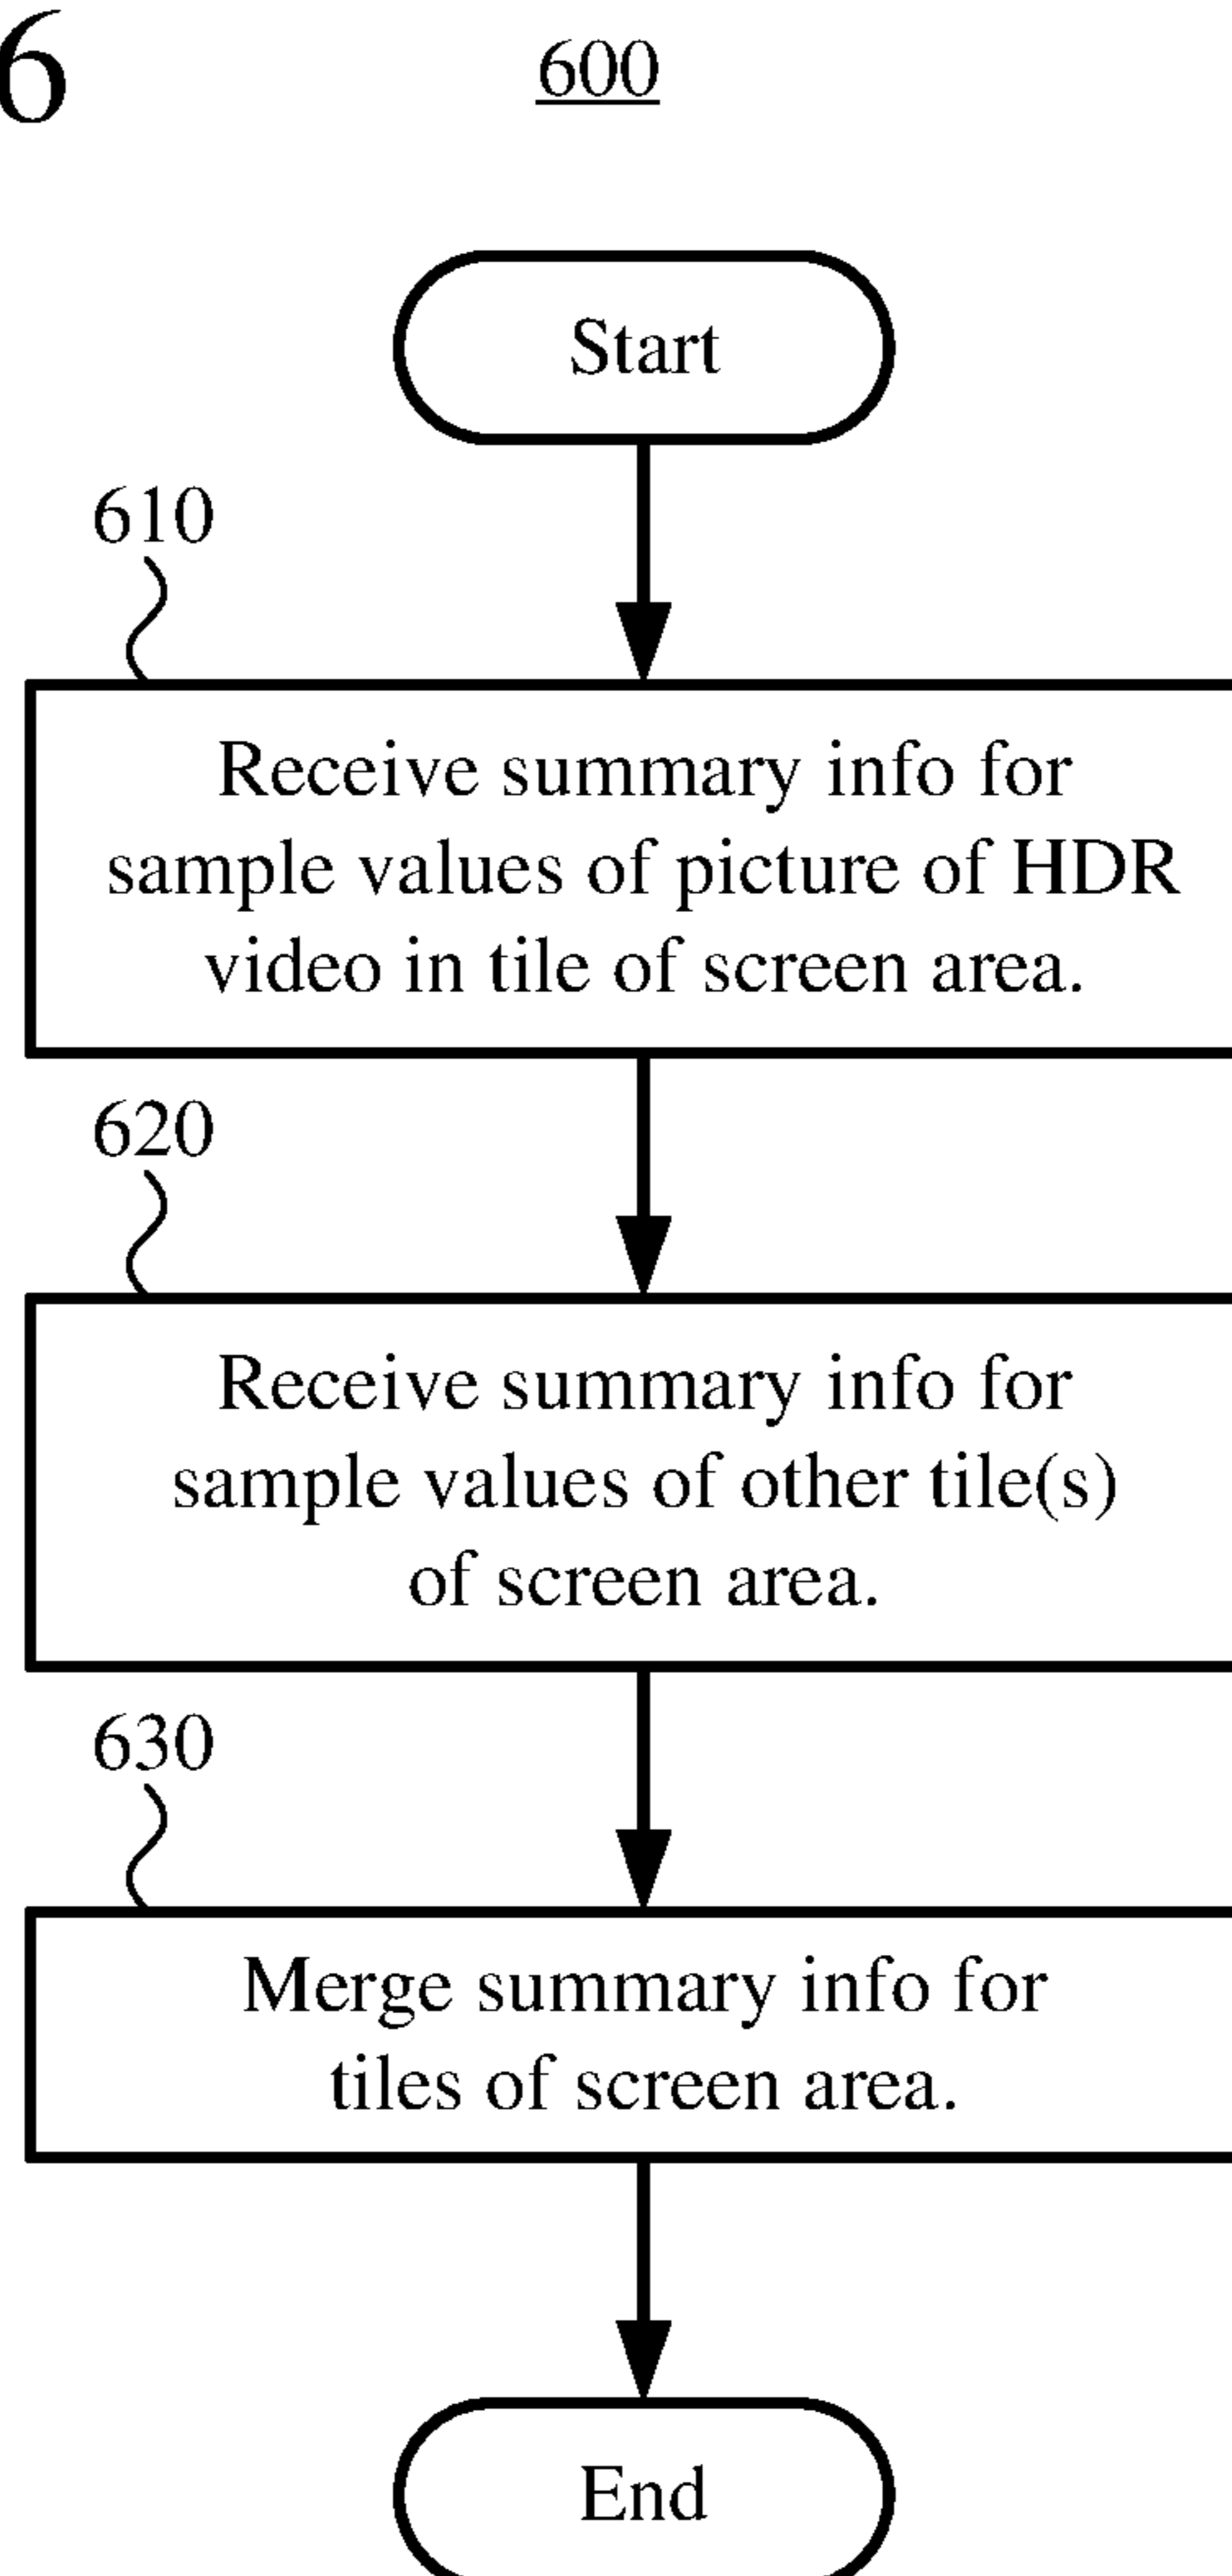 6
600
Start
610
Receive summary info for
sample values of picture of HDR
video in tile of screen area.
620
Receive summary info for
sample values of other tile(s)
of screen area.
630
Merge summary info for
tiles of screen area.
End